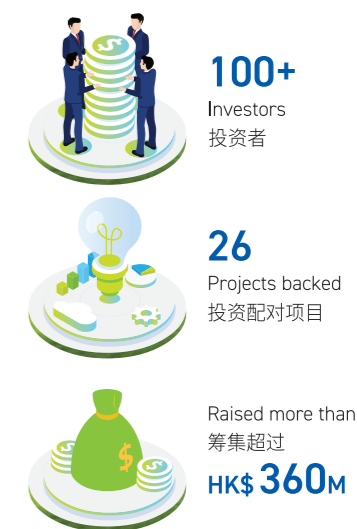 $
100+
Investors
投资者
26
Projects backed
投资配对项目
Raised more than
筹集超过
HK$ 360M
$
$
$